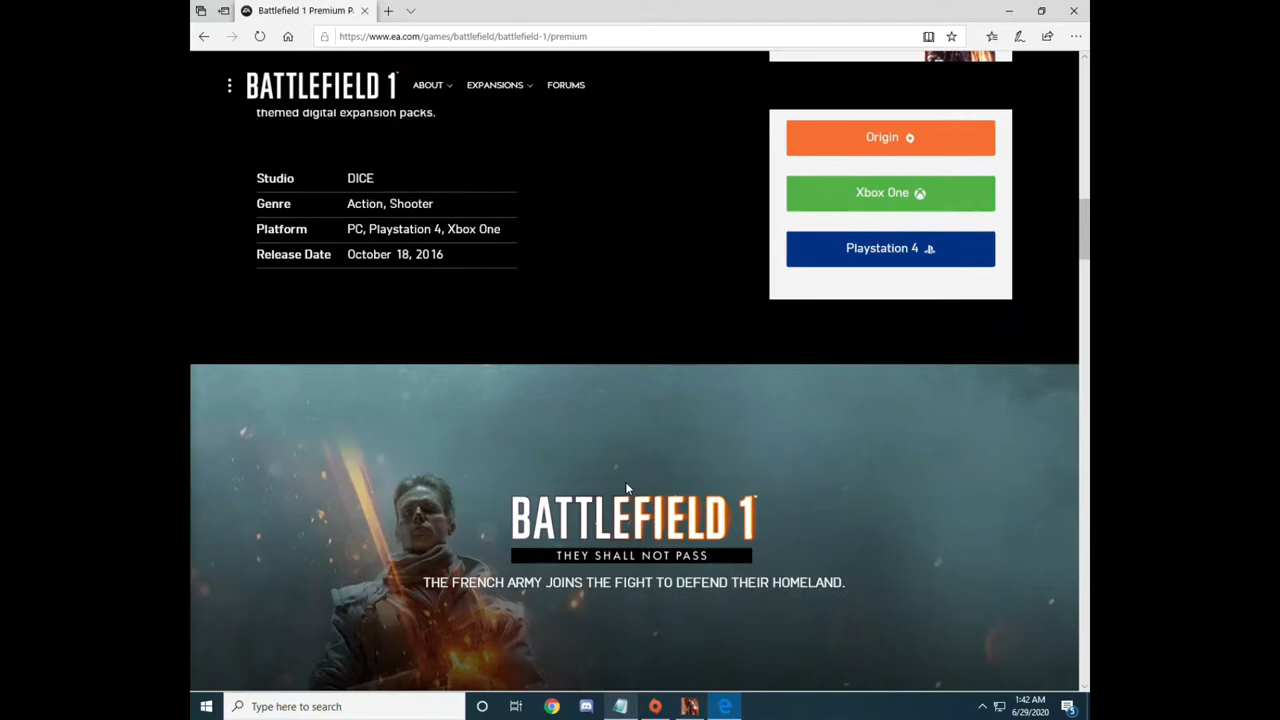 Battlefield 1 Premium P
https://www.ea.com/games/battlefield/battlefield-1/premium
BATTLEFIELD 1 ABOUT EXPANSIONS FORUMS
themed digital expansion packs.
Studio DICE
Genre Action, Shooter
Platform PC, Playstation 4, Xbox One
Release Date October 18, 2016
Origin
Xbox One
Playstation 4
BATTLEFIELD 1
THEY SHALL NOT PASS
THE FRENCH ARMY JOINS THE FIGHT TO DEFEND THEIR HOMELAND.
Type here to search
1:42 AM
6/29/2020
5